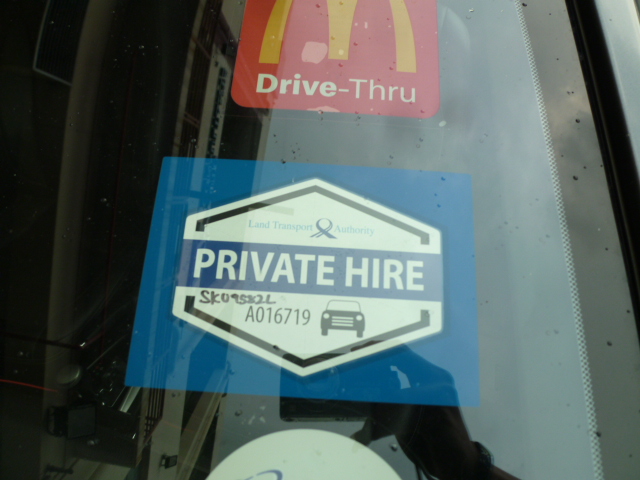 Drive-Thru
Land Transport Authority
PRIVATE HIRE
A016719